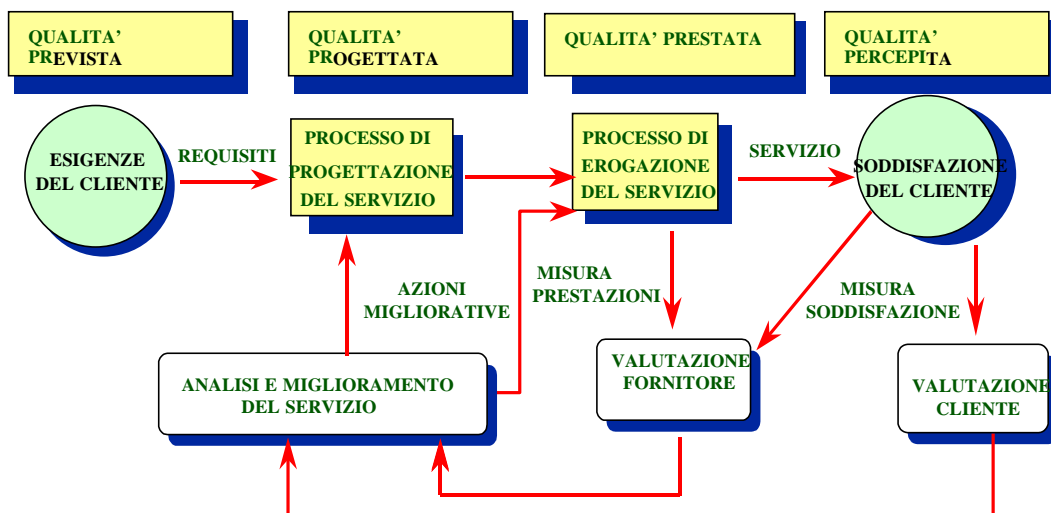 QUALITA'
PREVISTA
QUALITA'
PROGETTATA
QUALITA' PRESTATA
QUALITA'
PERCEPITA
ESIGENZE
DEL CLIENTE
REQUISITI
PROCESSO DI
PROGETTAZIONE
DEL SERVIZIO
PROCESSO DI
EROGAZIONE
DEL SERVIZIO
SERVIZIO
SODDISFAZIONE
DEL CLIENTE
AZIONI
MIGLIORATIVE
MISURA
PRESTAZIONI
MISURA
SODDISFAZIONE
ANALISI E MIGLIORAMENTO
DEL SERVIZIO
VALUTAZIONE
FORNITORE
VALUTAZIONE
CLIENTE